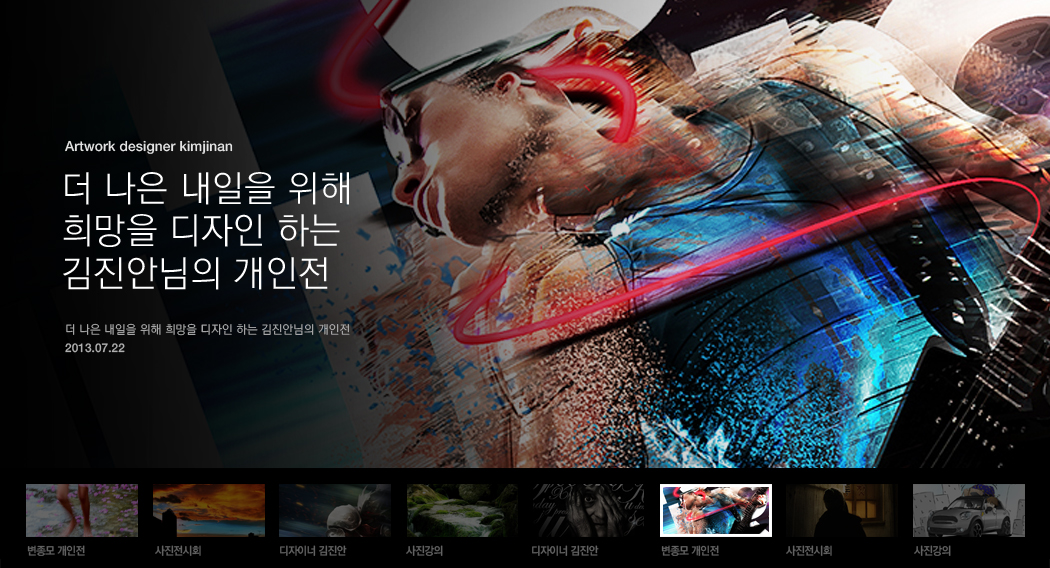 Artwork designer kimjinan
더 나은 내일을 위해
희망을 디자인 하는
김진안님의 개인전
더 나은 내일을 위해 희망을 디자인 하는 김진안님의 개인전
2013.07.22
변종모 개인전
사진전시회
디자이너 김진안
사진강의
디자이너 김진안
변종모 개인전
사진전시회
사진강의